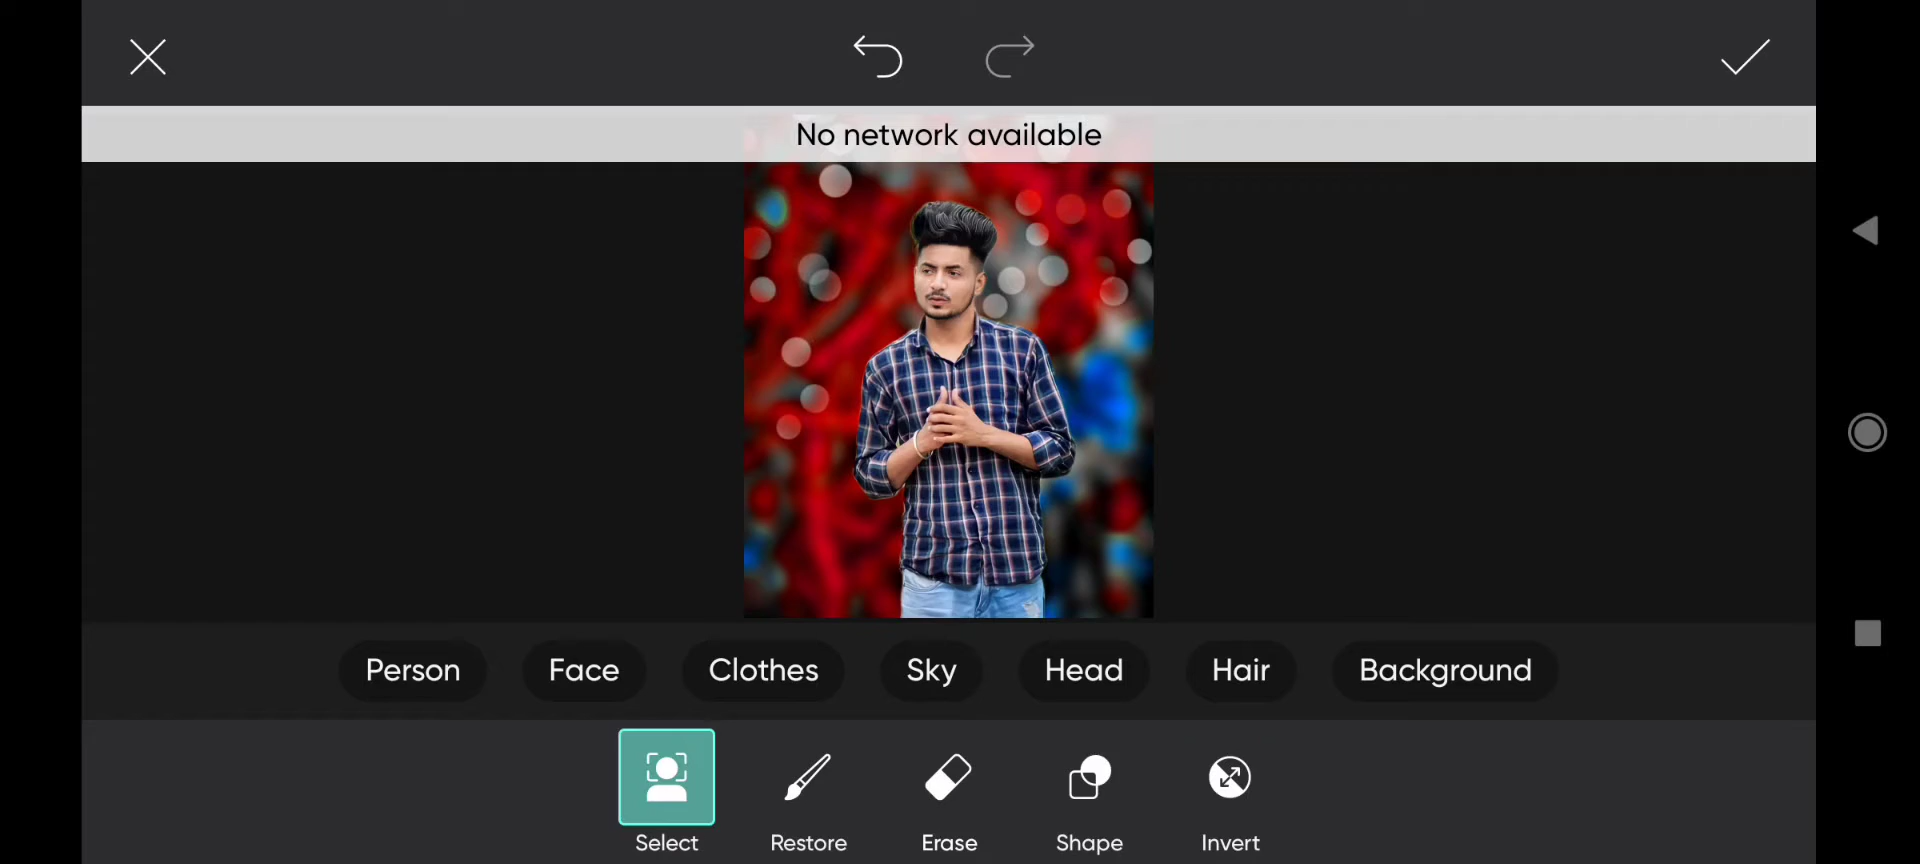 No network available
Person
Face
Clothes
Sky
Head
Hair
Background
Select
Restore
Erase
Shape
Invert